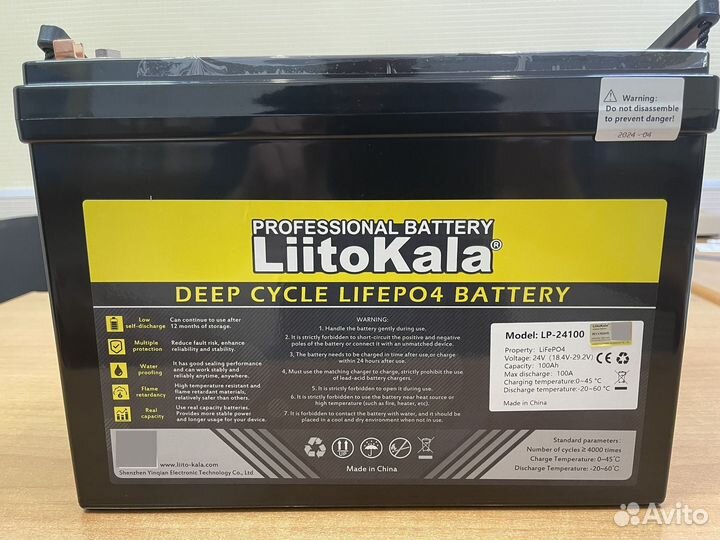 Warning:
Do not disassemble
to prevent danger!
2024-04
PROFESSIONAL BATTERY
LiitoKala®
DEEP CYCLE LIFEPO4 BATTERY
Low
self-discharge
Can continue to use after
12 months of storage.
Multiple
protection
Reduce fault risk, enhance
reliability and stability.
Water
proofing
It has good sealing performance
and can work stably and
reliably anytime, anywhere.
Flame
retardancy
High temperature resistant and
flame retardant materials,
relatively safer than others.
Real
capacity
Use real capacity batteries.
Provides more stable power
and longer usage for your device.
WARNING:
1. Handle the battery gently during use.
2. It is strictly forbidden to short-circuit the positive and negative
poles of the battery or connect it with an unmatched device.
3, The battery needs to be charged in time after use,or charge
within 24 hours after use.
4, Must use the matching charger to charge, strictly prohibit the use
of lead-acid battery chargers.
5. It is strictly forbidden to open it during use.
6. It is strictly forbidden to use the battery near heat source or
high temperature (such as fire, heater, etc).
7. It is forbidden to contact the battery with water, and it should be
placed in a cool and dry environment when not in use.
Model: LP-24100
Property: LiFePO4
Voltage: 24V (18.4V-29.2V)
Capacity: 100Ah
Max discharge: 100A
Charging temperature:0~45 °C
Discharge temperature:-20~60 °C
Made in China
LiitoKala
CE
www.liito-kala.com
Shenzhen Yinqian Electronic Technology Co., Ltd
Made in China
Standard parameters:
Number of cycles ≥ 4000 times
Charge Temperature: 0~45℃
Discharge Temperature: -20~60℃
Avito